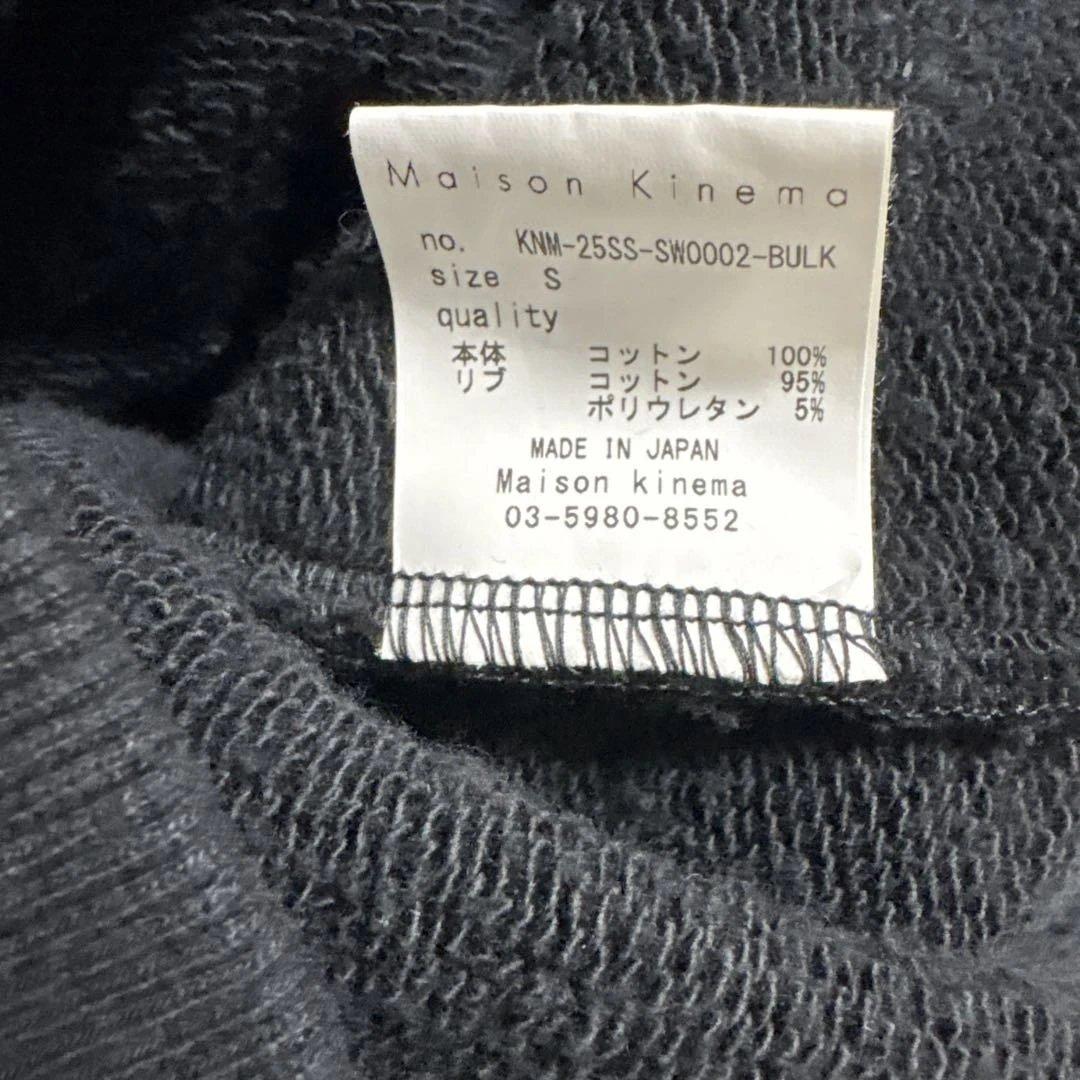 Maison Kinema
no. KNM-25SS-SW0002-BULK
size S
quality
本体 コットン 100%
リブ コットン 95%
ポリウレタン 5%
MADE IN JAPAN
Maison kinema
03-5980-8552